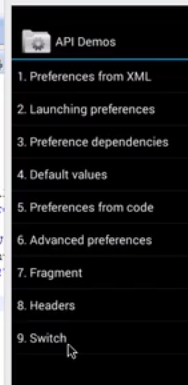 API Demos
1. Preferences from XML
2. Launching preferences
3. Preference dependencies
4. Default values
5. Preferences from code
6. Advanced preferences
7. Fragment
8. Headers
9. Switch